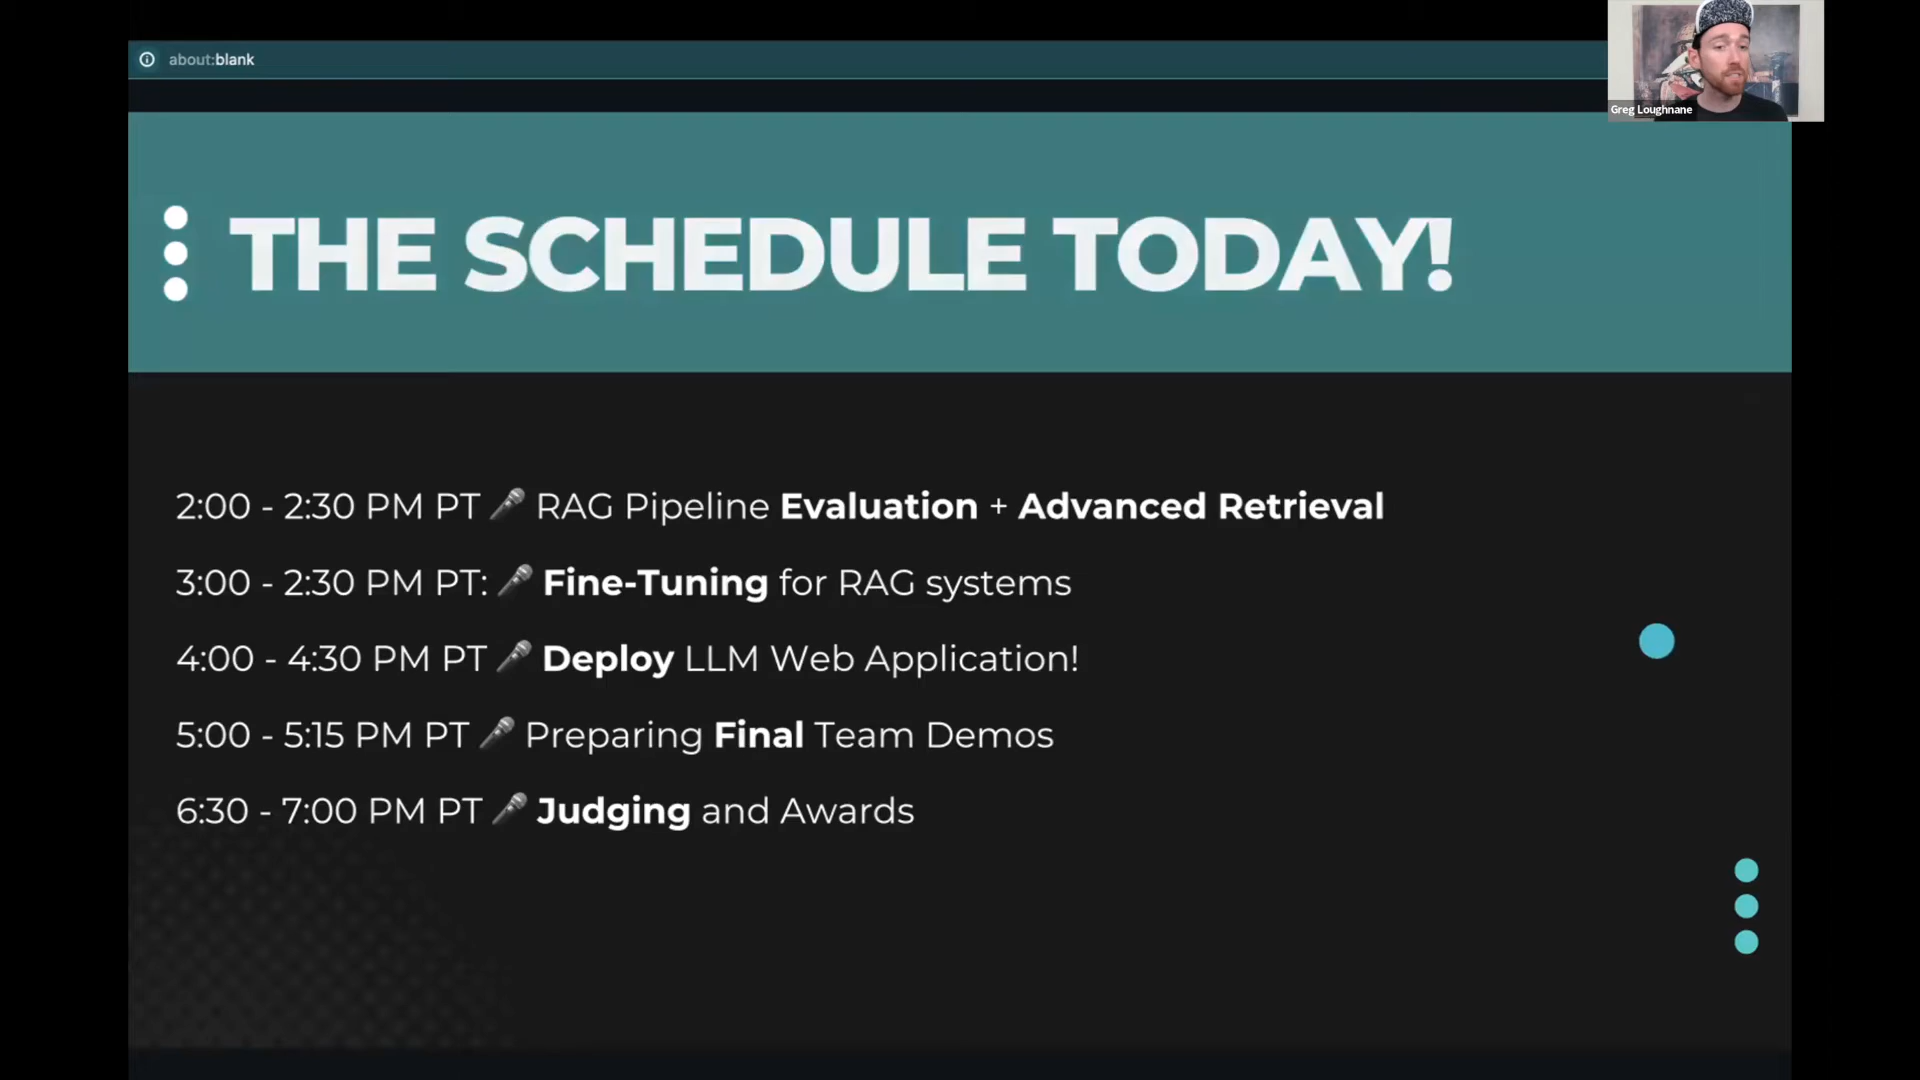 about:blank
Greg Loughnane
THE SCHEDULE TODAY!
2:00 - 2:30 PM PT 🎤 RAG Pipeline Evaluation + Advanced Retrieval
3:00 - 2:30 PM PT: 🎤 Fine-Tuning for RAG systems
4:00 - 4:30 PM PT 🎤 Deploy LLM Web Application!
5:00 - 5:15 PM PT 🎤 Preparing Final Team Demos
6:30 - 7:00 PM PT 🎤 Judging and Awards